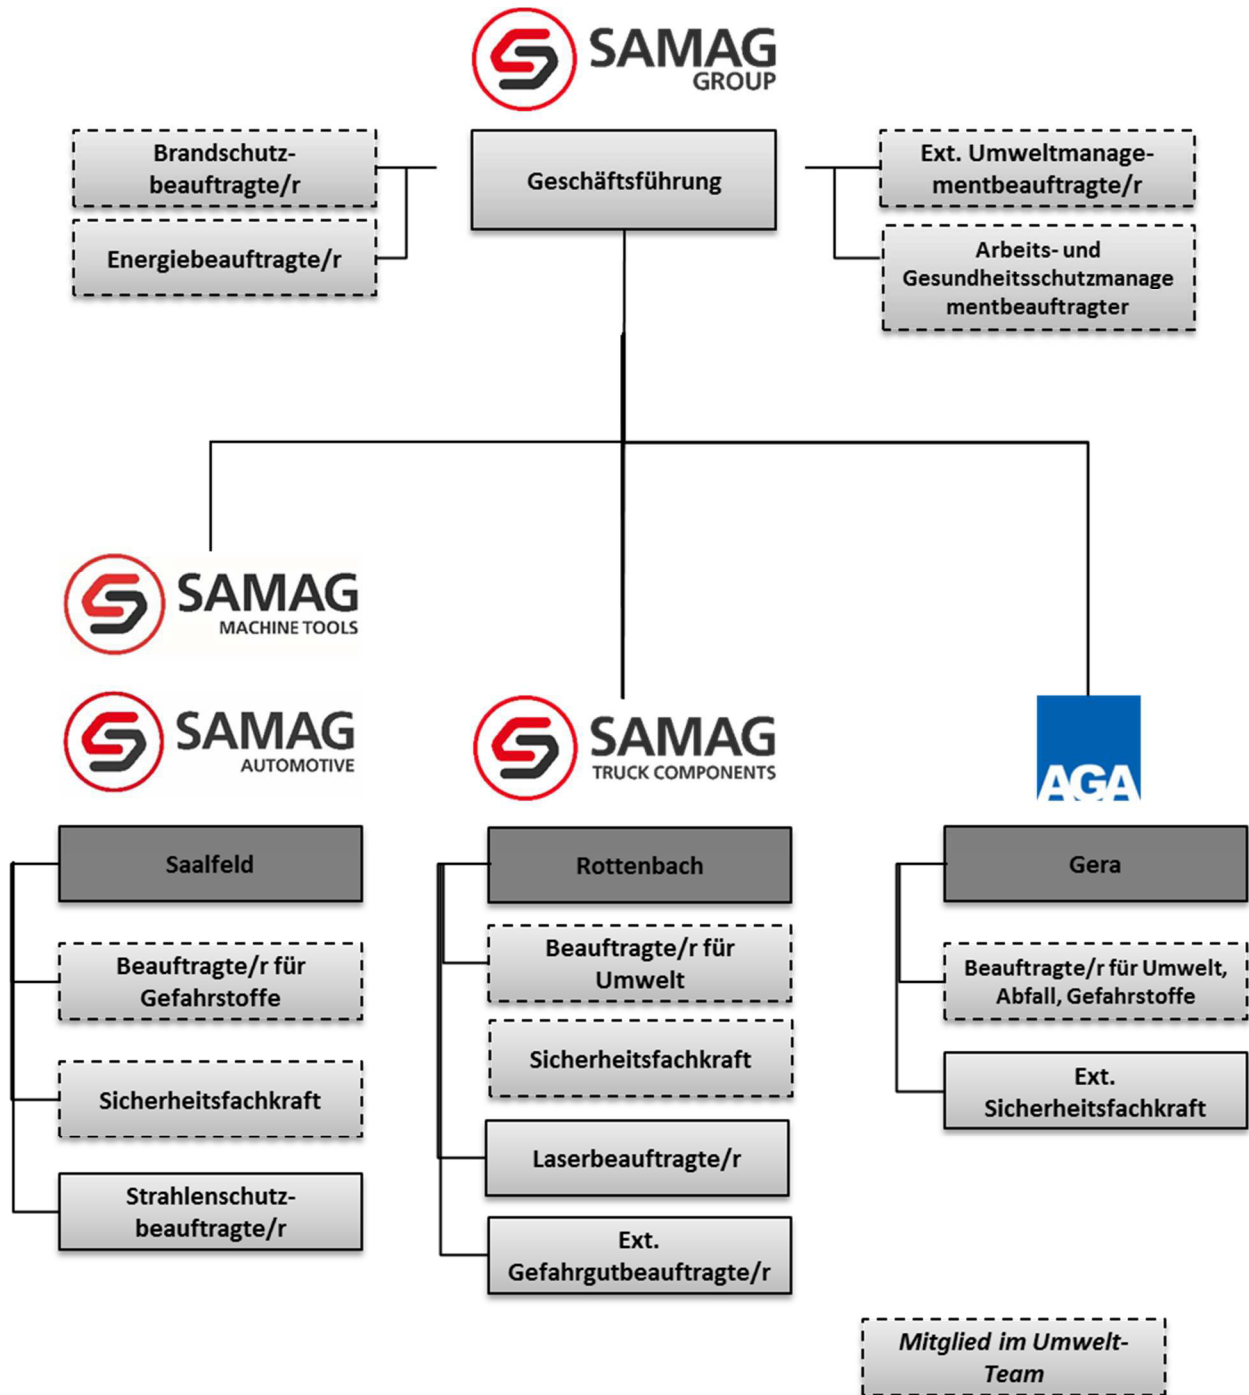 SAMAG
GROUP
Brandschutz-
beauftragte/r
Energiebeauftragte/r
Geschäftsführung
Ext. Umweltmanage-
mentbeauftragte/r
Arbeits- und
Gesundheitsschutzmanage
mentbeauftragter
SAMAG
MACHINE TOOLS
SAMAG
AUTOMOTIVE
SAMAG
TRUCK COMPONENTS
AGA
Saalfeld
Beauftragte/r für
Gefahrstoffe
Sicherheitsfachkraft
Strahlenschutz-
beauftragte/r
Rottenbach
Beauftragte/r für
Umwelt
Sicherheitsfachkraft
Laserbeauftragte/r
Ext.
Gefahrgutbeauftragte/r
Gera
Beauftragte/r für Umwelt,
Abfall, Gefahrstoffe
Ext.
Sicherheitsfachkraft
Mitglied im Umwelt-
Team